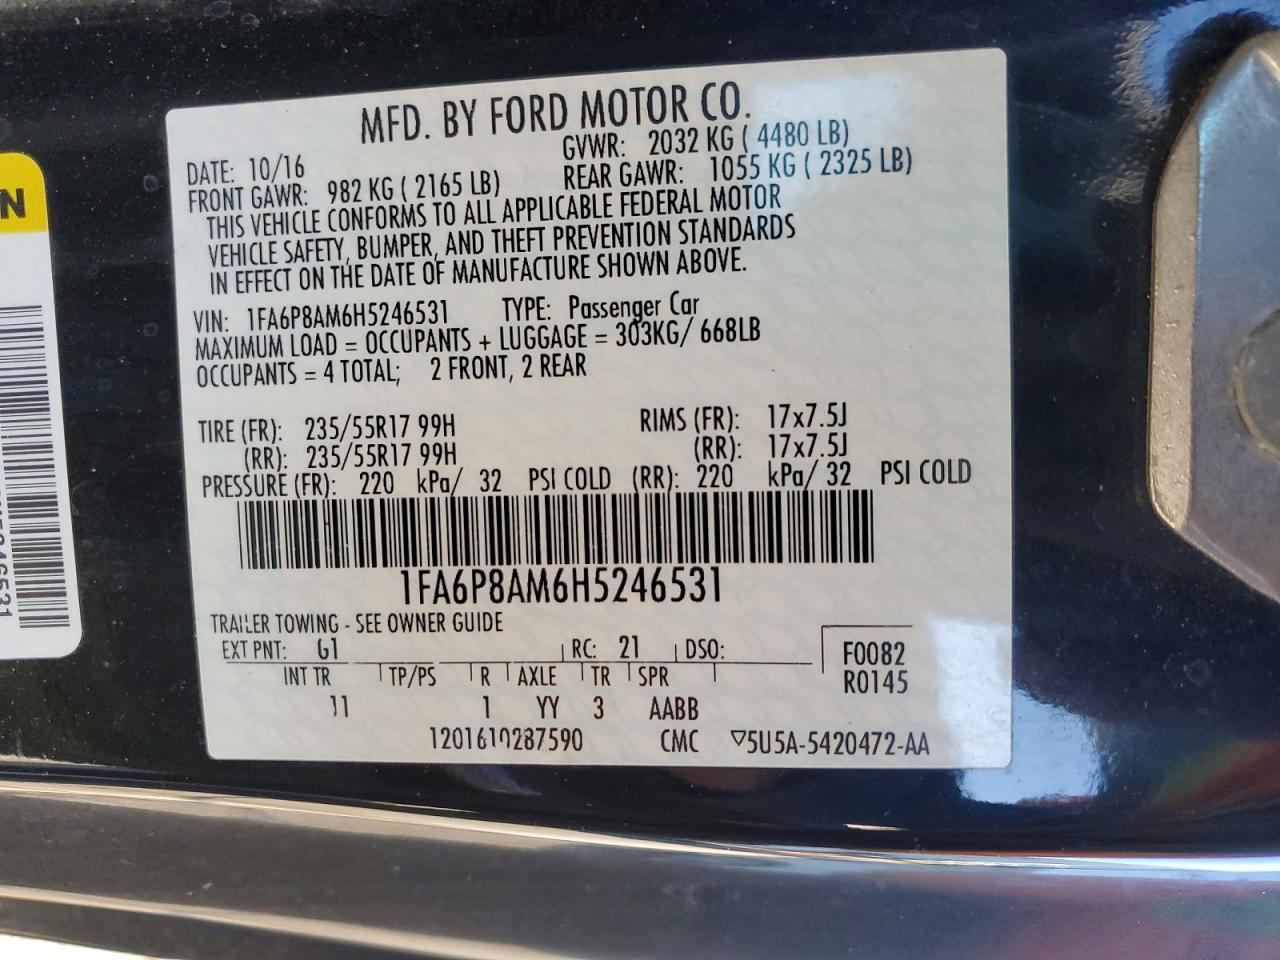 MFD. BY FORD MOTOR CO.
DATE: 10/16 GVWR: 2032 KG ( 4480 LB)
FRONT GAWR: 982 KG ( 2165 LB) REAR GAWR: 1055 KG ( 2325 LB)
THIS VEHICLE CONFORMS TO ALL APPLICABLE FEDERAL MOTOR
VEHICLE SAFETY, BUMPER, AND THEFT PREVENTION STANDARDS
IN EFFECT ON THE DATE OF MANUFACTURE SHOWN ABOVE.
VIN: 1FA6P8AM6H5246531 TYPE: Passenger Car
MAXIMUM LOAD = OCCUPANTS + LUGGAGE = 303KG/ 668LB
OCCUPANTS = 4 TOTAL; 2 FRONT, 2 REAR
TIRE (FR): 235/55R17 99H RIMS (FR): 17x7.5J
(RR): 235/55R17 99H (RR): 17x7.5J
PRESSURE (FR): 220 kPa/ 32 PSI COLD (RR): 220 kPa/ 32 PSI COLD
1FA6P8AM6H5246531
TRAILER TOWING - SEE OWNER GUIDE
EXT PNT: G1 RC: 21 DSO: F0082
INT TR TP/PS R AXLE TR SPR R0145
11 1 YY 3 AABB
1201610287590 CMC ▽5U5A-5420472-AA